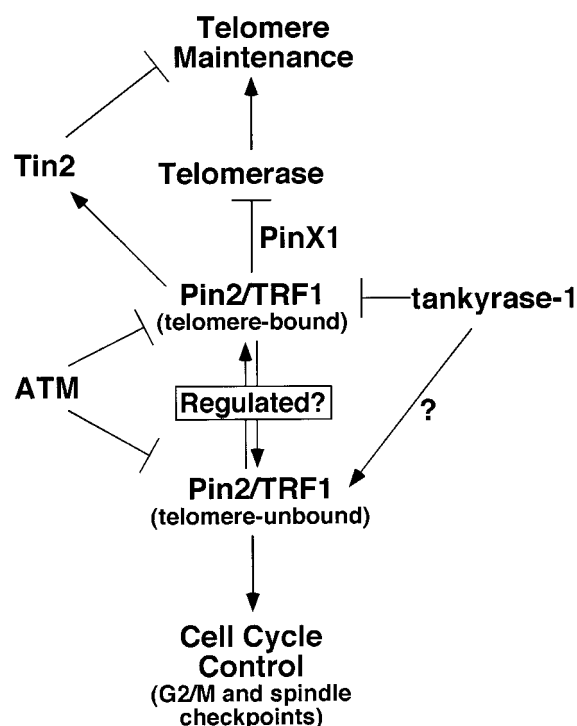 Telomere
Maintenance
Tin2
Telomerase
PinX1
Pin2/TRF1
(telomere-bound)
tankyrase-1
ATM
Regulated?
?
Pin2/TRF1
(telomere-unbound)
Cell Cycle
Control
(G2/M and spindle
checkpoints)